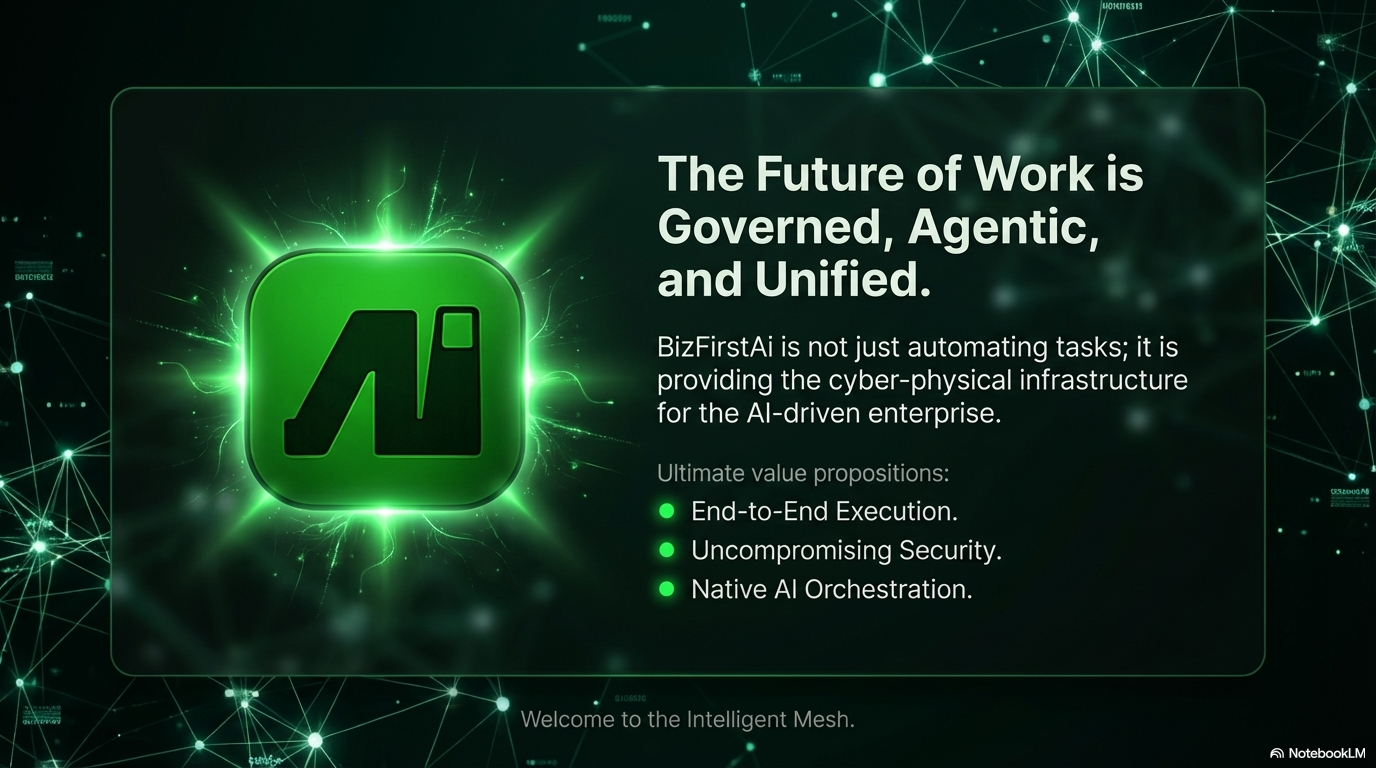 Ai
The Future of Work is
Governed, Agentic,
and Unified.
BizFirstAi is not just automating tasks; it is
providing the cyber-physical infrastructure
for the AI-driven enterprise.
Ultimate value propositions:
End-to-End Execution.
Uncompromising Security.
Native AI Orchestration.
Welcome to the Intelligent Mesh.
NotebookLM